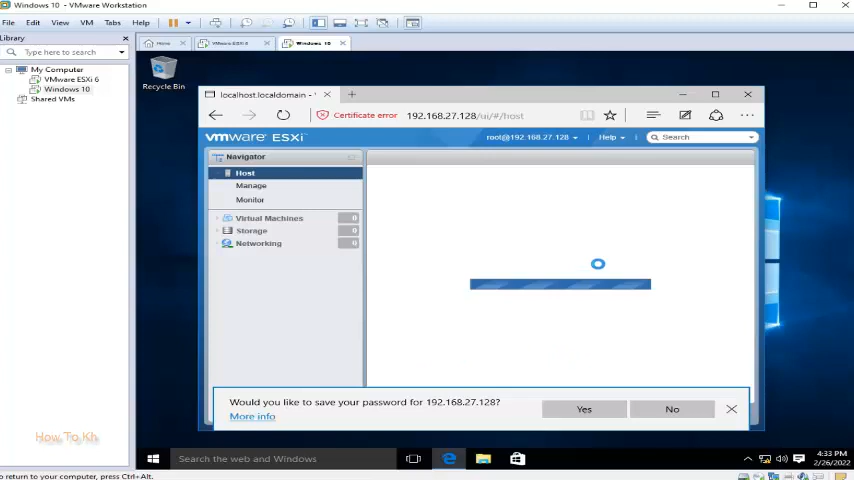 Windows 10 - VMware Workstation
File Edit View VM Tabs Help
Library
Type here to search
My Computer
VMware ESXi 6
Windows 10
Shared VMs
Home VMware ESXi 6 Windows 10
Recycle Bin
localhost.localdomain -
Certificate error 192.168.27.128/ui/#/host
vmware ESXi
root@192.168.27.128 Help Search
Navigator
Host
Manage
Monitor
Virtual Machines 0
Storage 0
Networking 0
Would you like to save your password for 192.168.27.128?
More info
Yes No
How To Kh
Search the web and Windows
4:33 PM
2/26/2022
o return to your computer, press Ctrl+Alt.